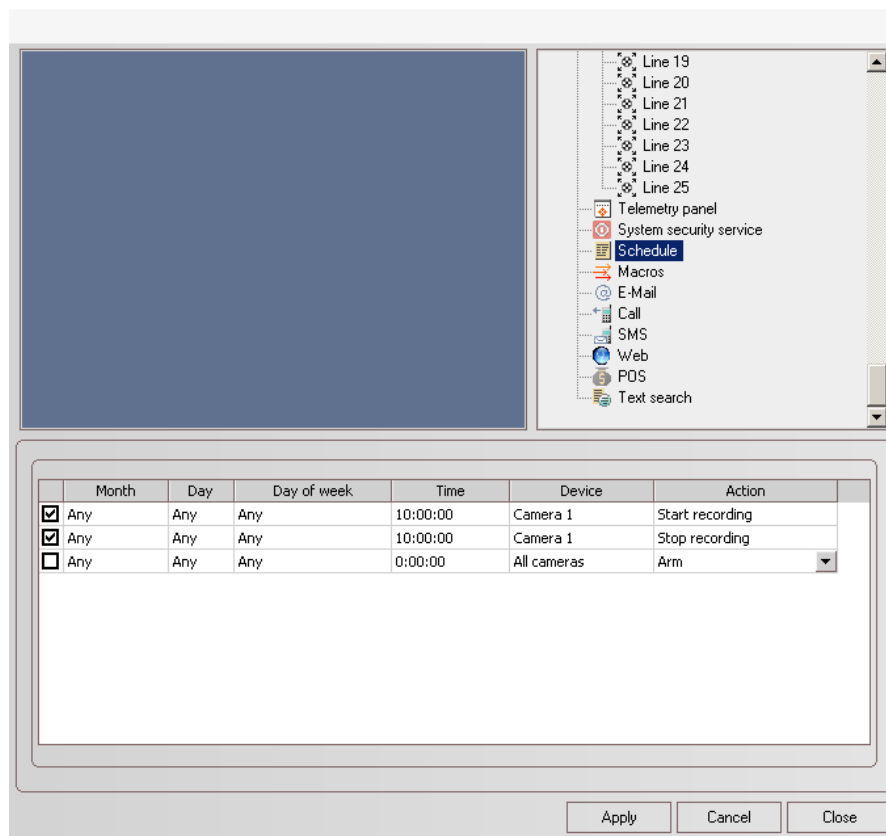 Line 19
Line 20
Line 21
Line 22
Line 23
Line 24
Line 25
Telemetry panel
System security service
Schedule
Macros
E-Mail
Call
SMS
Web
POS
Text search
Month Day Day of week Time Device Action
Any Any Any 10:00:00 Camera 1 Start recording
Any Any Any 10:00:00 Camera 1 Stop recording
Any Any Any 0:00:00 All cameras Arm
Apply Cancel Close